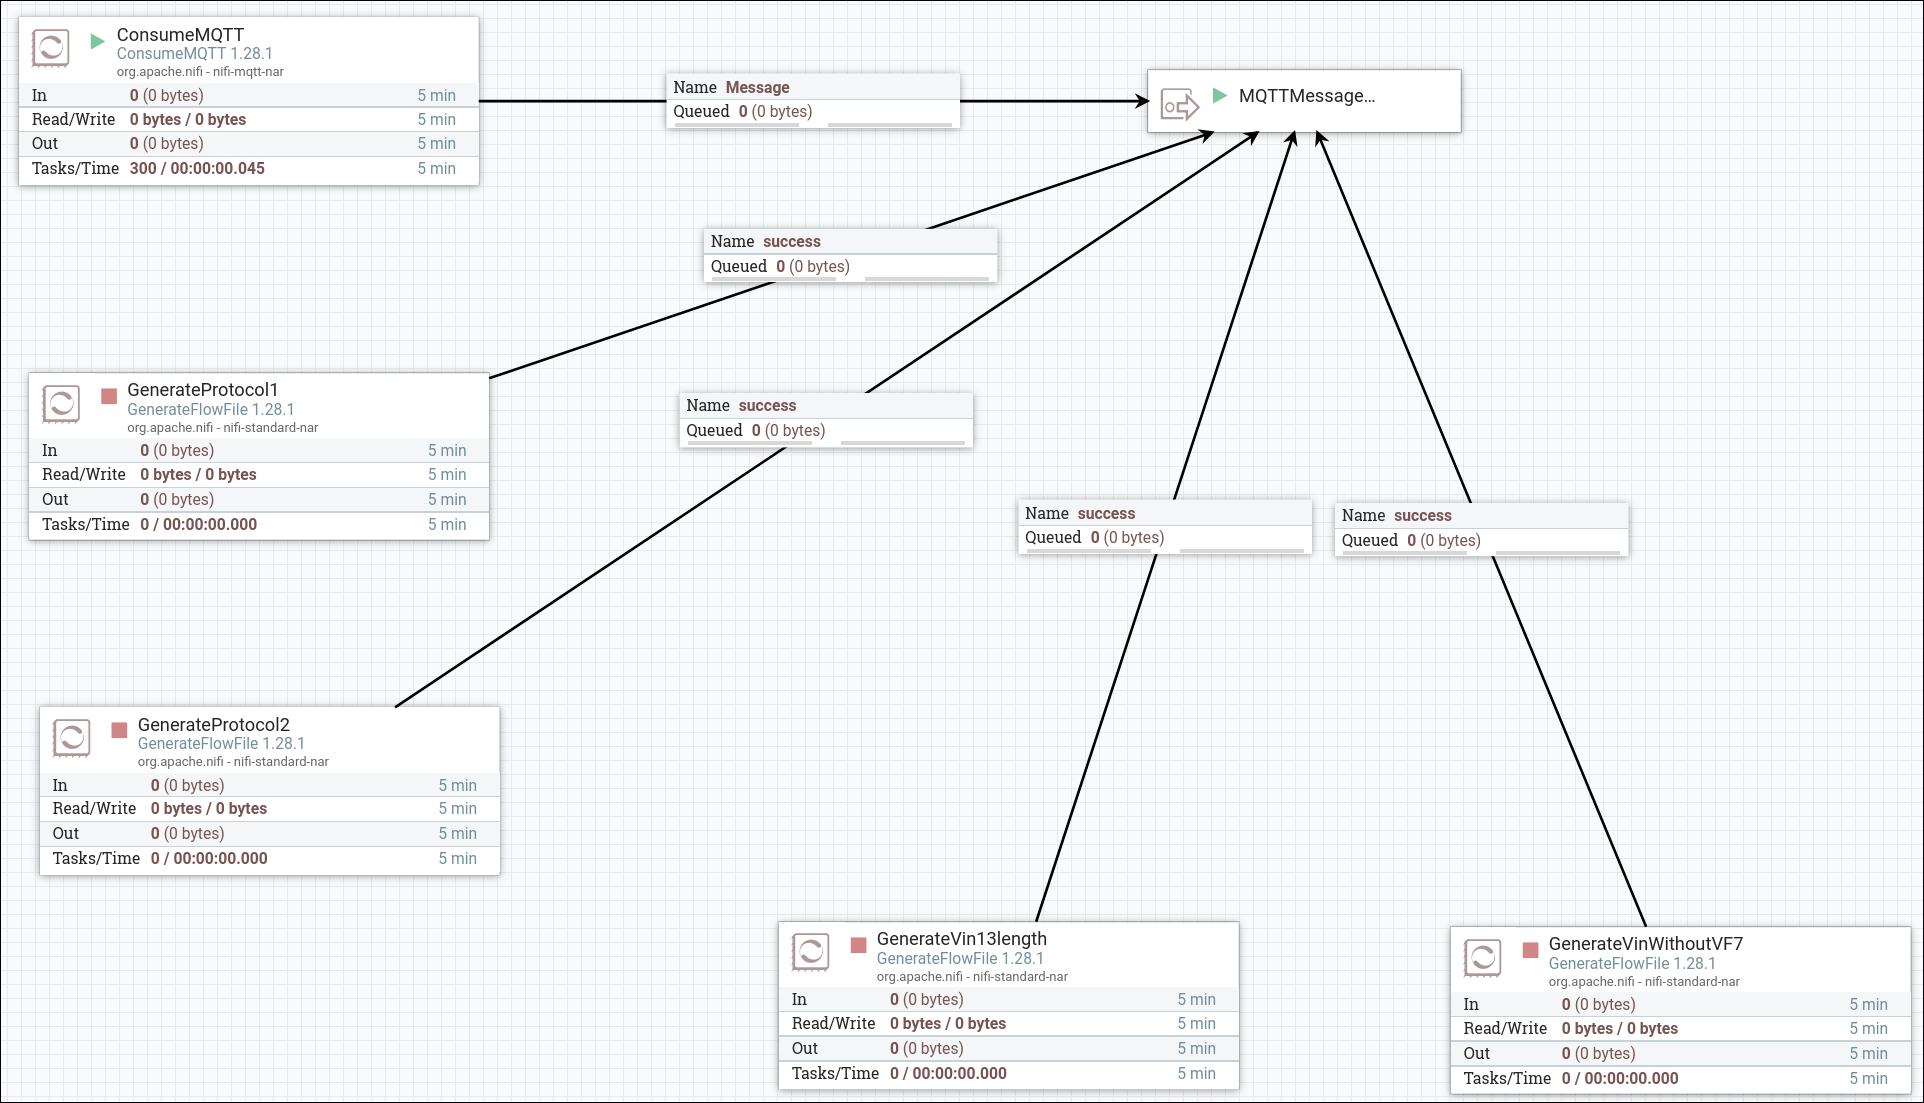 ConsumeMQTT
ConsumeMQTT 1.28.1
org.apache.nifi - nifi-mqtt-nar
In 0 (0 bytes) 5 min
Read/Write 0 bytes / 0 bytes 5 min
Out 0 (0 bytes) 5 min
Tasks/Time 300 / 00:00:00.045 5 min
Name Message
Queued 0 (0 bytes)
MQTTMessage...
Name success
Queued 0 (0 bytes)
GenerateProtocol1
GenerateFlowFile 1.28.1
org.apache.nifi - nifi-standard-nar
In 0 (0 bytes) 5 min
Read/Write 0 bytes / 0 bytes 5 min
Out 0 (0 bytes) 5 min
Tasks/Time 0 / 00:00:00.000 5 min
Name success
Queued 0 (0 bytes)
Name success
Queued 0 (0 bytes)
Name success
Queued 0 (0 bytes)
GenerateProtocol2
GenerateFlowFile 1.28.1
org.apache.nifi - nifi-standard-nar
In 0 (0 bytes) 5 min
Read/Write 0 bytes / 0 bytes 5 min
Out 0 (0 bytes) 5 min
Tasks/Time 0 / 00:00:00.000 5 min
GenerateVin13length
GenerateFlowFile 1.28.1
org.apache.nifi - nifi-standard-nar
In 0 (0 bytes) 5 min
Read/Write 0 bytes / 0 bytes 5 min
Out 0 (0 bytes) 5 min
Tasks/Time 0 / 00:00:00.000 5 min
GenerateVinWithoutVF7
GenerateFlowFile 1.28.1
org.apache.nifi - nifi-standard-nar
In 0 (0 bytes) 5 min
Read/Write 0 bytes / 0 bytes 5 min
Out 0 (0 bytes) 5 min
Tasks/Time 0 / 00:00:00.000 5 min